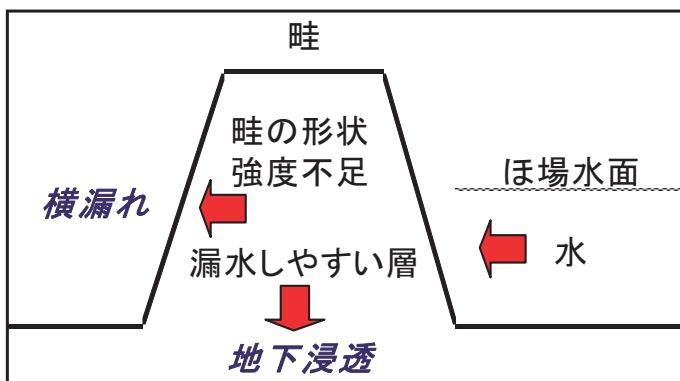 畦
畦の形状
強度不足
ほ場水面
横漏れ
水
漏水しやすい層
地下浸透